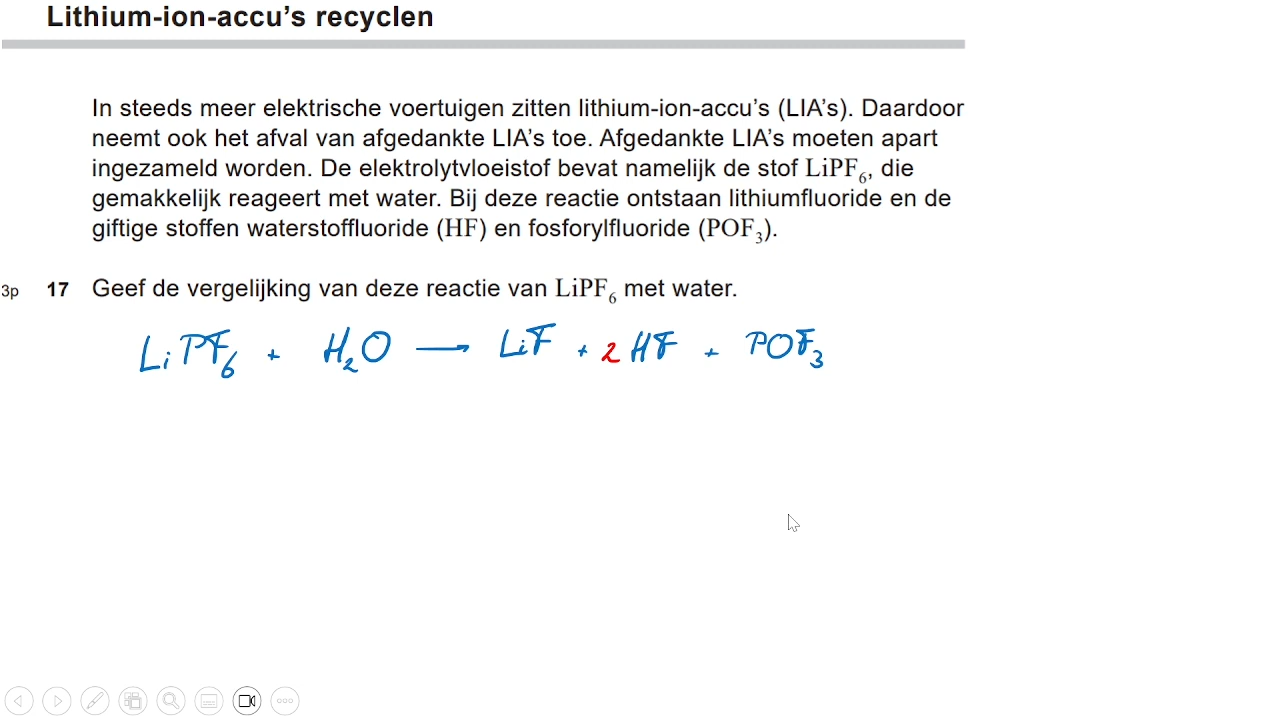 Lithium-ion-accu's recyclen
In steeds meer elektrische voertuigen zitten lithium-ion-accu's (LIA's). Daardoor
neemt ook het afval van afgedankte LIA's toe. Afgedankte LIA's moeten apart
ingezameld worden. De elektrolytvloeistof bevat namelijk de stof LiPF₆, die
gemakkelijk reageert met water. Bij deze reactie ontstaan lithiumfluoride en de
giftige stoffen waterstoffluoride (HF) en fosforylfluoride (POF₃).
3p 17 Geef de vergelijking van deze reactie van LiPF₆ met water.
LiPF₆ + H₂O → LiF + 2 HF + POF₃